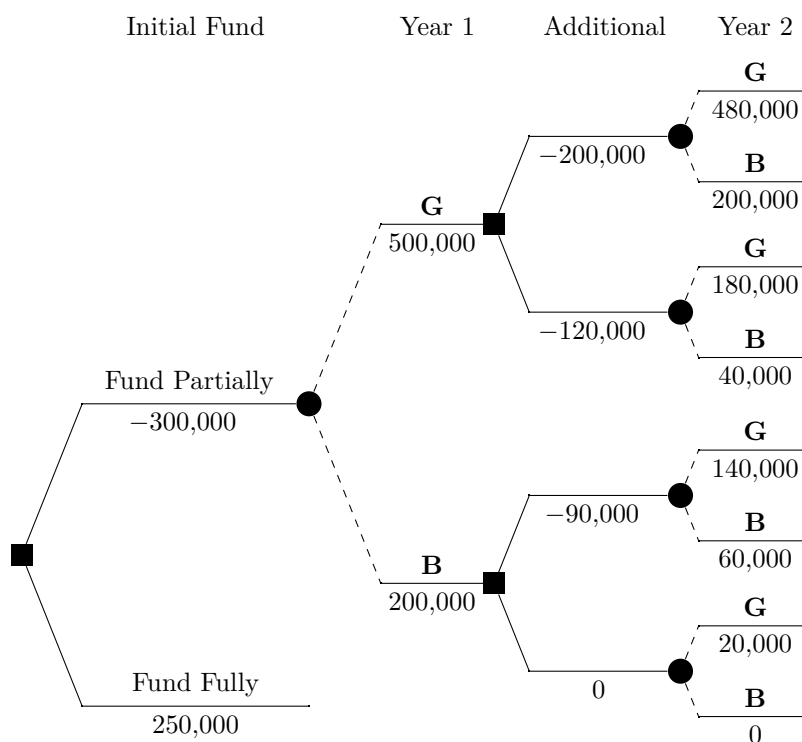 Initial Fund Year 1 Additional Year 2
G
480,000
−200,000
B
200,000
G
500,000
G
180,000
−120,000
B
40,000
Fund Partially
−300,000
G
140,000
−90,000
B
60,000
B
200,000
G
20,000
0
B
0
Fund Fully
250,000